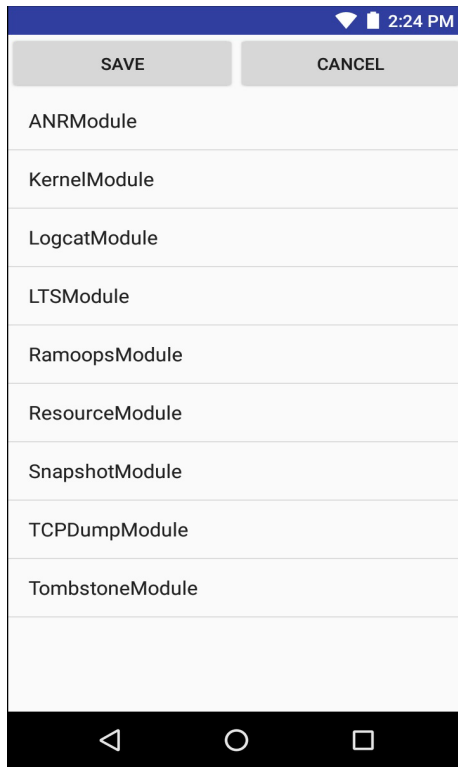 2:24 PM
SAVE CANCEL
ANRModule
KernelModule
LogcatModule
LTSModule
RamoopsModule
ResourceModule
SnapshotModule
TCPDumpModule
TombstoneModule